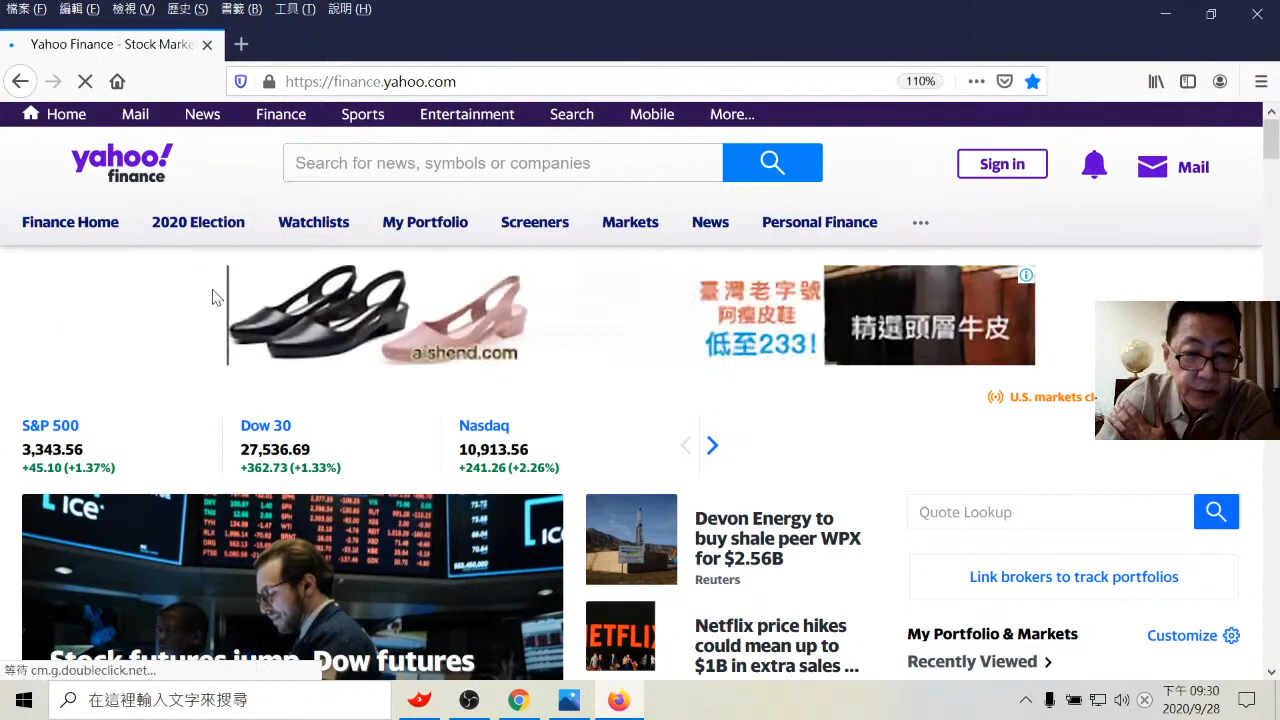 檔案(F) 編輯(E) 檢視(V) 歷史(S) 書籤(B) 工具(T) 說明(H)
Yahoo Finance - Stock Marke
https://finance.yahoo.com
110%
Home Mail News Finance Sports Entertainment Search Mobile More...
yahoo!
finance
Search for news, symbols or companies
Sign in
Mail
Finance Home 2020 Election Watchlists My Portfolio Screeners Markets News Personal Finance
aishend.com
臺灣老字號
阿瘦皮鞋
低至233!
精選頭層牛皮
U.S. markets cl
S&P 500
3,343.56
+45.10 (+1.37%)
Dow 30
27,536.69
+362.73 (+1.33%)
Nasdaq
10,913.56
+241.26 (+2.26%)
ice
Stock futures jump, Dow futures
Devon Energy to
buy shale peer WPX
for $2.56B
Reuters
NETFLIX
Netflix price hikes
could mean up to
$1B in extra sales ...
Quote Lookup
Link brokers to track portfolios
My Portfolio & Markets
Customize
Recently Viewed
等待 cm.g.doubleclick.net...
在這裡輸入文字來搜尋
下午 09:30
2020/9/28